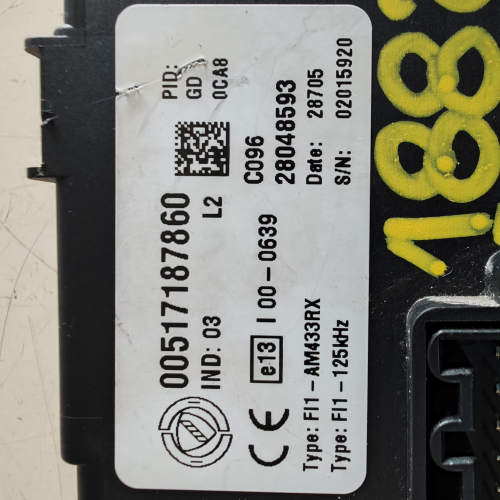 PID:
GD
0CA8
00517187860
IND: 03 L2
C096
28048593
e13 I 00-0639
Date: 28705
Type: FI1-AM433RX
S/N: 02015920
Type: FI1-125kHz
CE
188